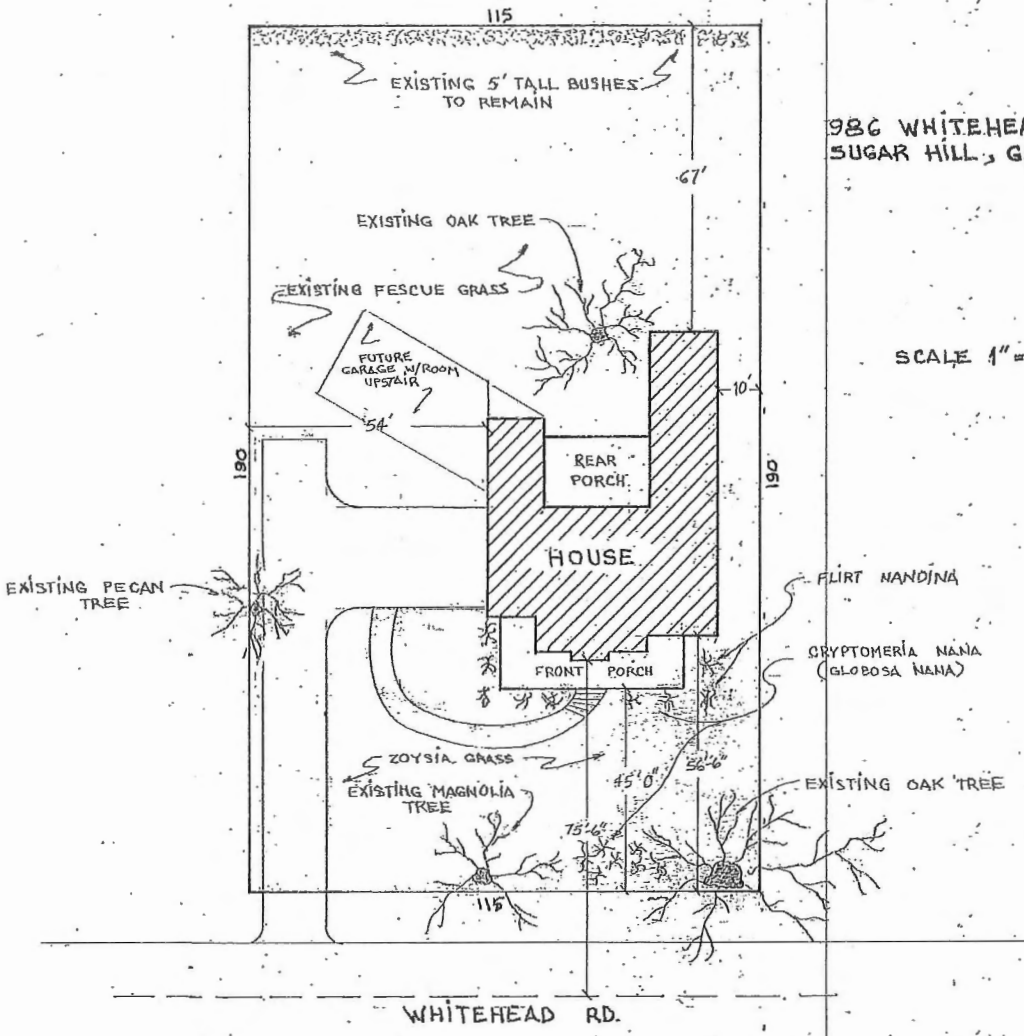 115
EXISTING 5' TALL BUSHES
TO REMAIN
986 WHITEHEA
SUGAR HILL, G
67'
EXISTING OAK TREE
EXISTING FESCUE GRASS
SCALE 1"=
FUTURE
GARAGE W/ROOM
UPSTAIR
10'
54'
190
REAR
PORCH
190
HOUSE
EXISTING PECAN
TREE
FLIRT NANDINA
CRYPTOMERIA NANA
(GLOBOSA NANA)
FRONT PORCH
ZOYSIA GRASS
56'-6"
45'-0"
EXISTING MAGNOLIA
TREE
EXISTING OAK TREE
75'-6"
115
WHITEHEAD RD.